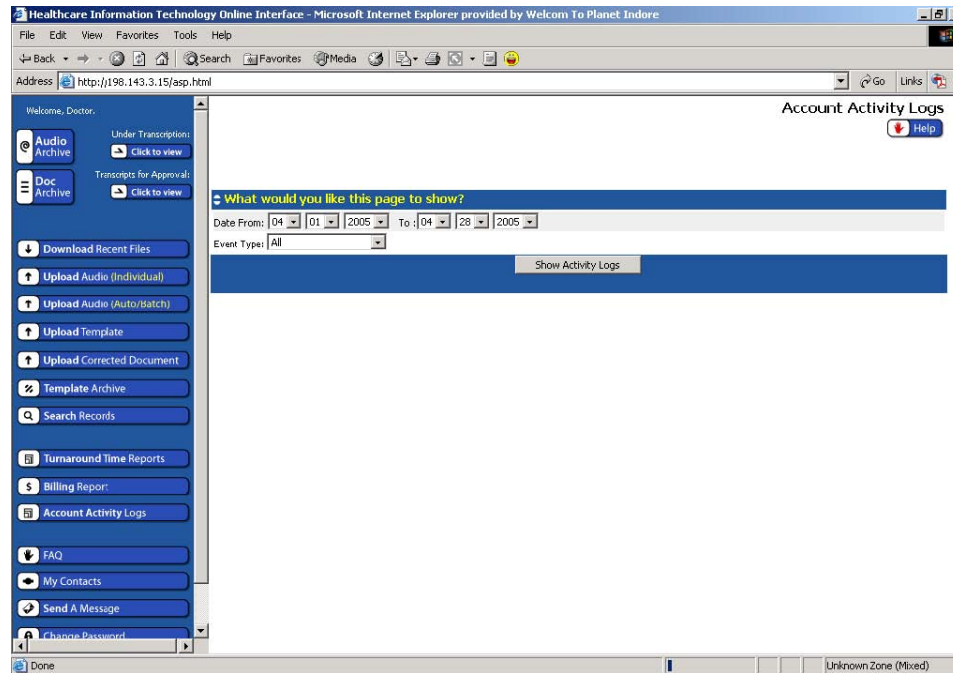 Healthcare Information Technology Online Interface - Microsoft Internet Explorer provided by Welcom To Planet Indore
File Edit View Favorites Tools Help
Back Search Favorites Media
Address http://198.143.3.15/asp.html Go Links
Welcome, Doctor.
Account Activity Logs
Help
Audio Archive
Under Transcription:
Click to view
Doc Archive
Transcripts for Approval:
Click to view
What would you like this page to show?
Date From: 04 01 2005 To : 04 28 2005
Event Type: All
Show Activity Logs
Download Recent Files
Upload Audio (Individual)
Upload Audio (Auto/Batch)
Upload Template
Upload Corrected Document
Template Archive
Search Records
Turnaround Time Reports
Billing Report
Account Activity Logs
FAQ
My Contacts
Send A Message
Change Password
Done Unknown Zone (Mixed)